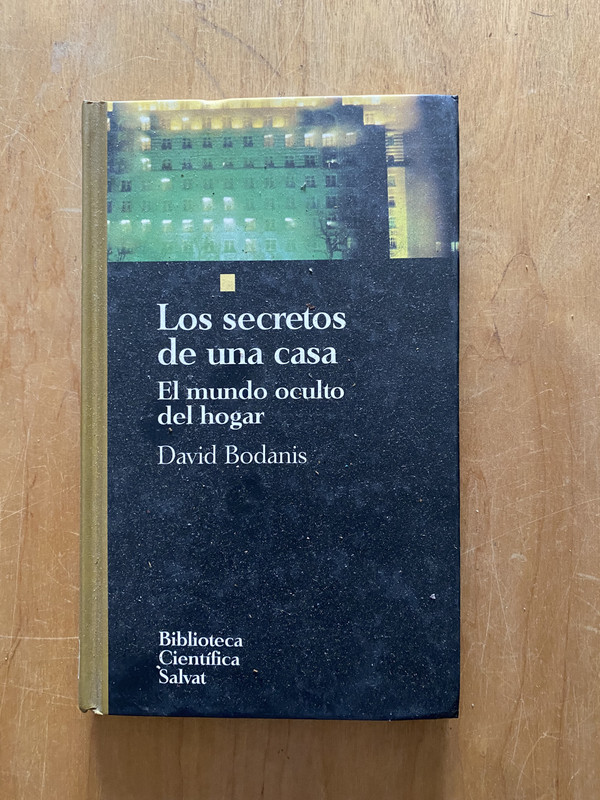 Los secretos
de una casa
El mundo oculto
del hogar
David Bodanis
Biblioteca
Científica
Salvat